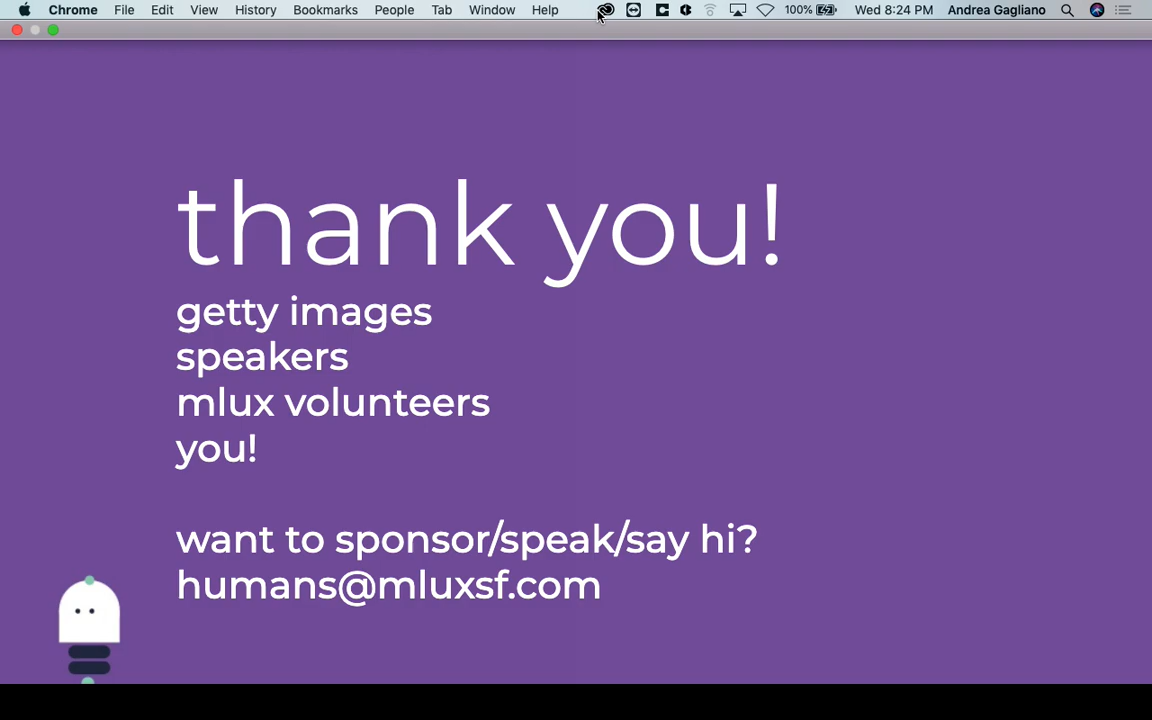 Chrome File Edit View History Bookmarks People Tab Window Help 100% Wed 8:24 PM Andrea Gagliano
thank you!
getty images
speakers
mlux volunteers
you!
want to sponsor/speak/say hi?
humans@mluxsf.com